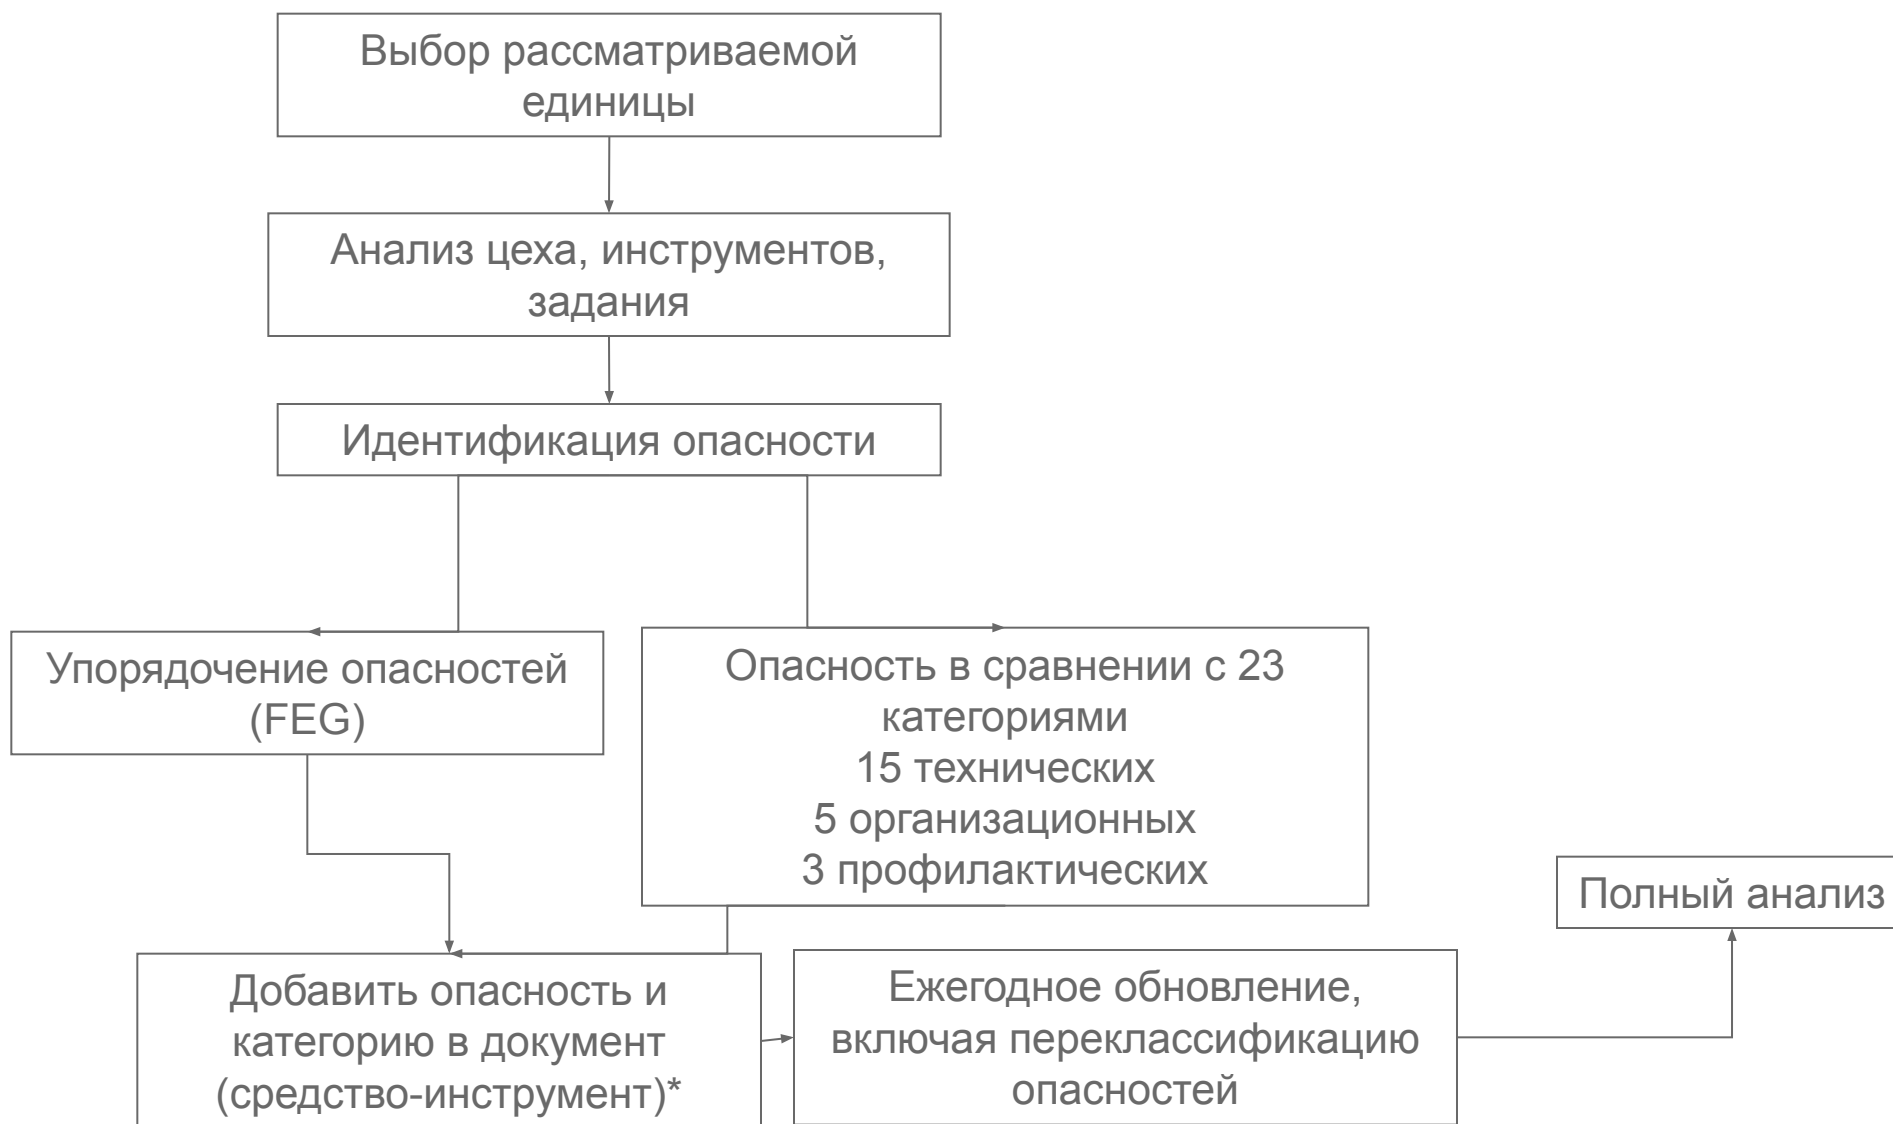 Выбор рассматриваемой
единицы
Анализ цеха, инструментов,
задания
Идентификация опасности
Упорядочение опасностей
(FEG)
Опасность в сравнении с 23
категориями
15 технических
5 организационных
3 профилактических
Полный анализ
Добавить опасность и
категорию в документ
(средство-инструмент)*
Ежегодное обновление,
включая переклассификацию
опасностей